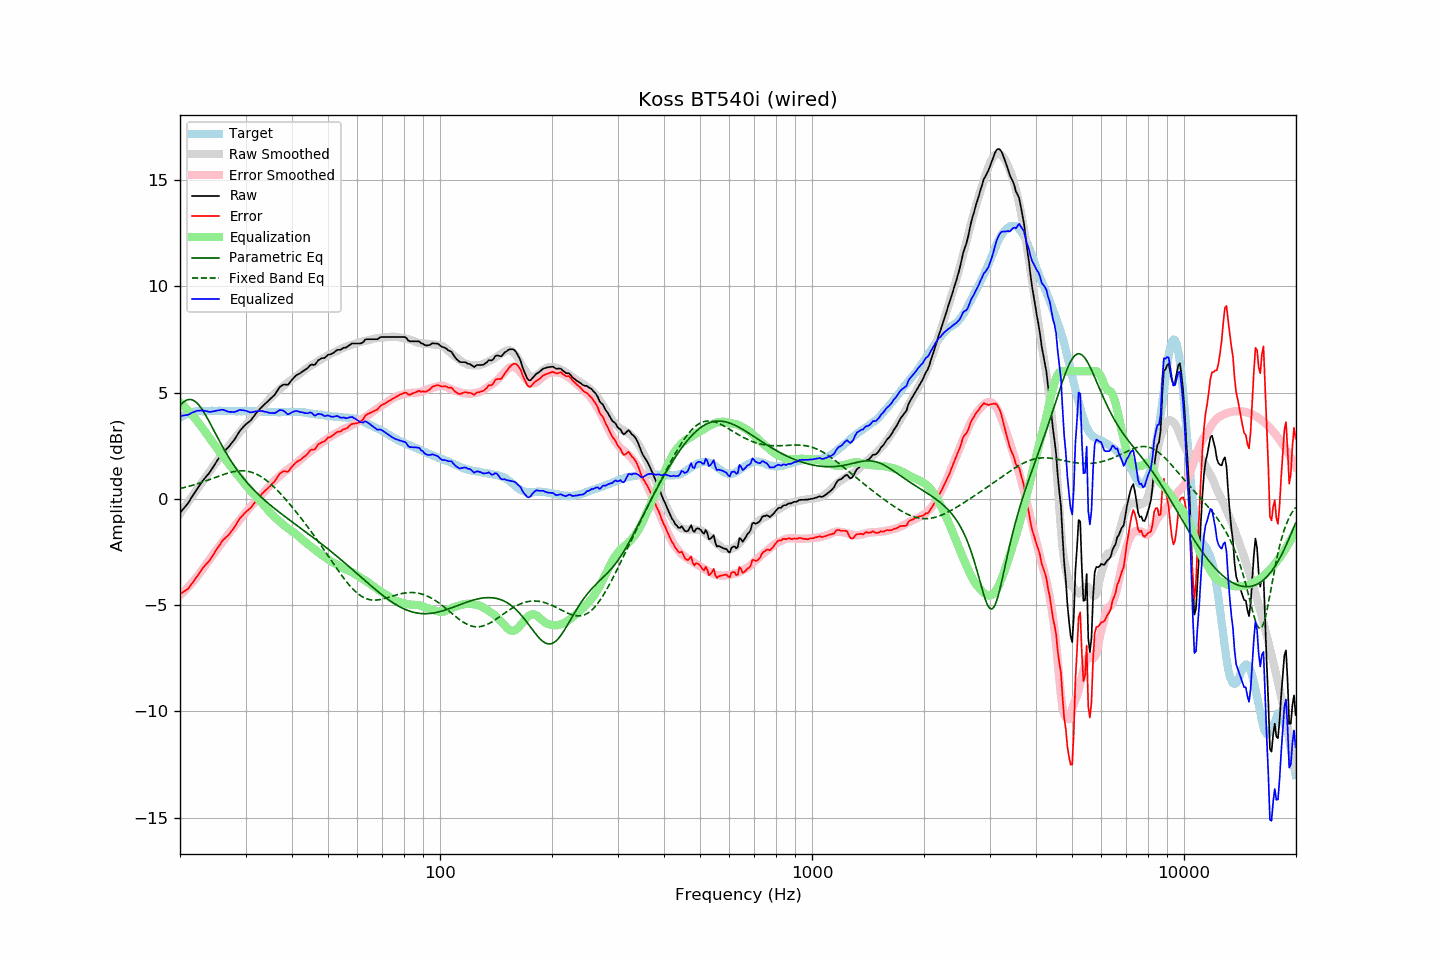 Koss BT540i (wired)
Target
Raw Smoothed
Error Smoothed
Raw
Error
Equalization
Parametric Eq
Fixed Band Eq
Equalized
Amplitude (dBr)
15
10
5
0
−5
−10
−15
100
1000
10000
Frequency (Hz)